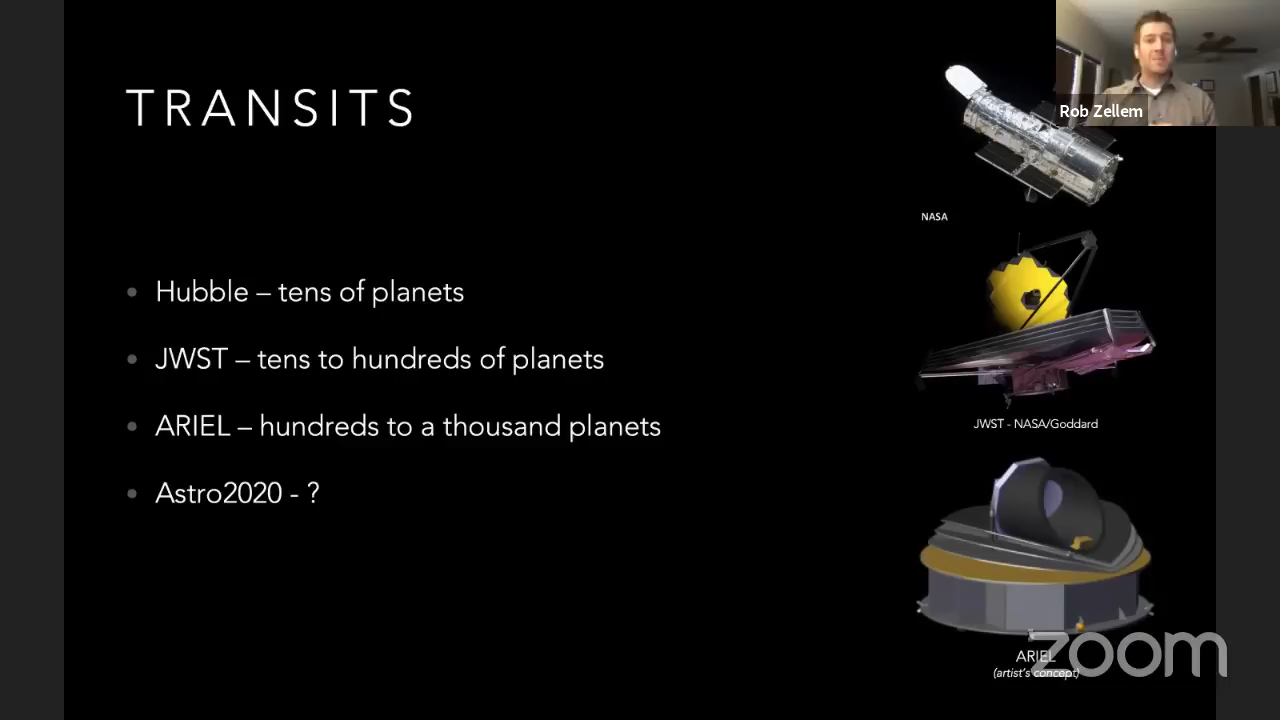 TRANSITS
Rob Zellem
NASA
• Hubble – tens of planets
• JWST – tens to hundreds of planets
JWST - NASA/Goddard
• ARIEL – hundreds to a thousand planets
• Astro2020 - ?
ARIEL
(artist's concept)
zoom